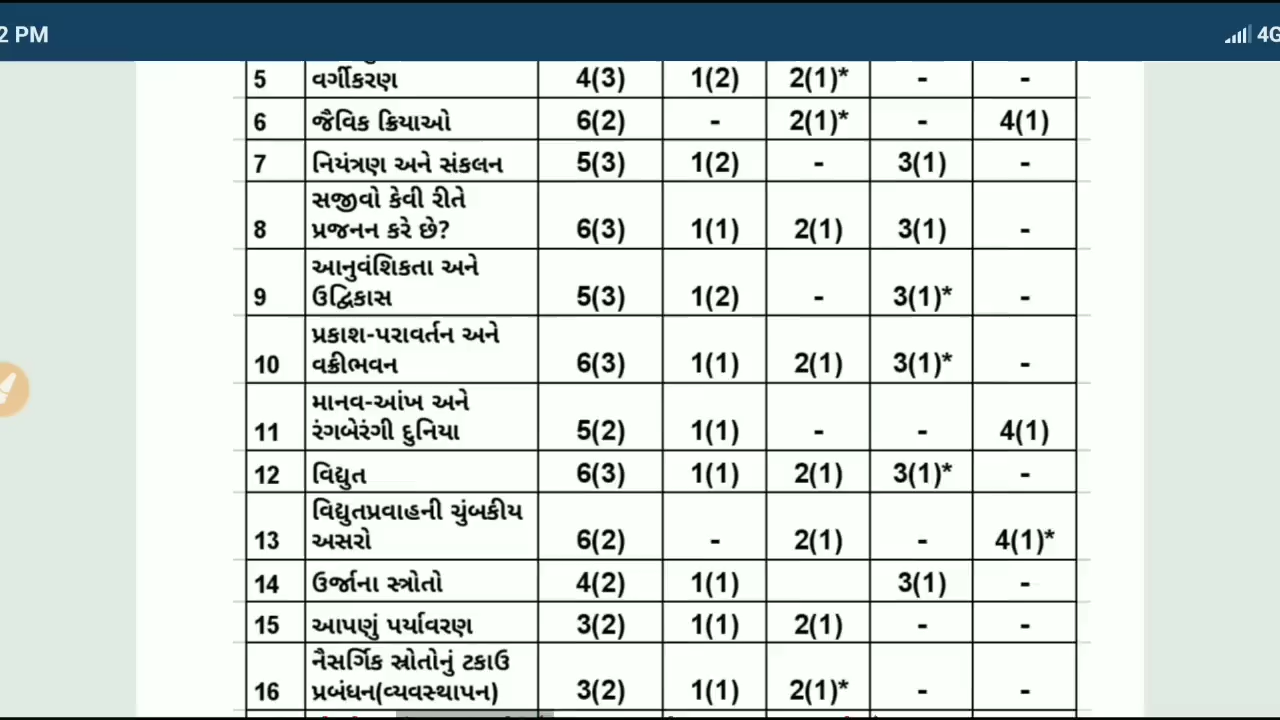 2 PM 4G
5 વર્ગીકરણ 4(3) 1(2) 2(1)* - -
6 જૈવિક ક્રિયાઓ 6(2) - 2(1)* - 4(1)
7 નિયંત્રણ અને સંકલન 5(3) 1(2) - 3(1) -
સજીવો કેવી રીતે
8 પ્રજનન કરે છે? 6(3) 1(1) 2(1) 3(1) -
આનુવંશિકતા અને
9 ઉદ્વિકાસ 5(3) 1(2) - 3(1)* -
પ્રકાશ-પરાવર્તન અને
10 વક્રીભવન 6(3) 1(1) 2(1) 3(1)* -
માનવ-આંખ અને
11 રંગબેરંગી દુનિયા 5(2) 1(1) - - 4(1)
12 વિદ્યુત 6(3) 1(1) 2(1) 3(1)* -
વિદ્યુતપ્રવાહની ચુંબકીય
13 અસરો 6(2) - 2(1) - 4(1)*
14 ઉર્જાના સ્ત્રોતો 4(2) 1(1) 3(1) -
15 આપણું પર્યાવરણ 3(2) 1(1) 2(1) - -
નૈસર્ગિક સ્રોતોનું ટકાઉ
16 પ્રબંધન(વ્યવસ્થાપન) 3(2) 1(1) 2(1)* - -